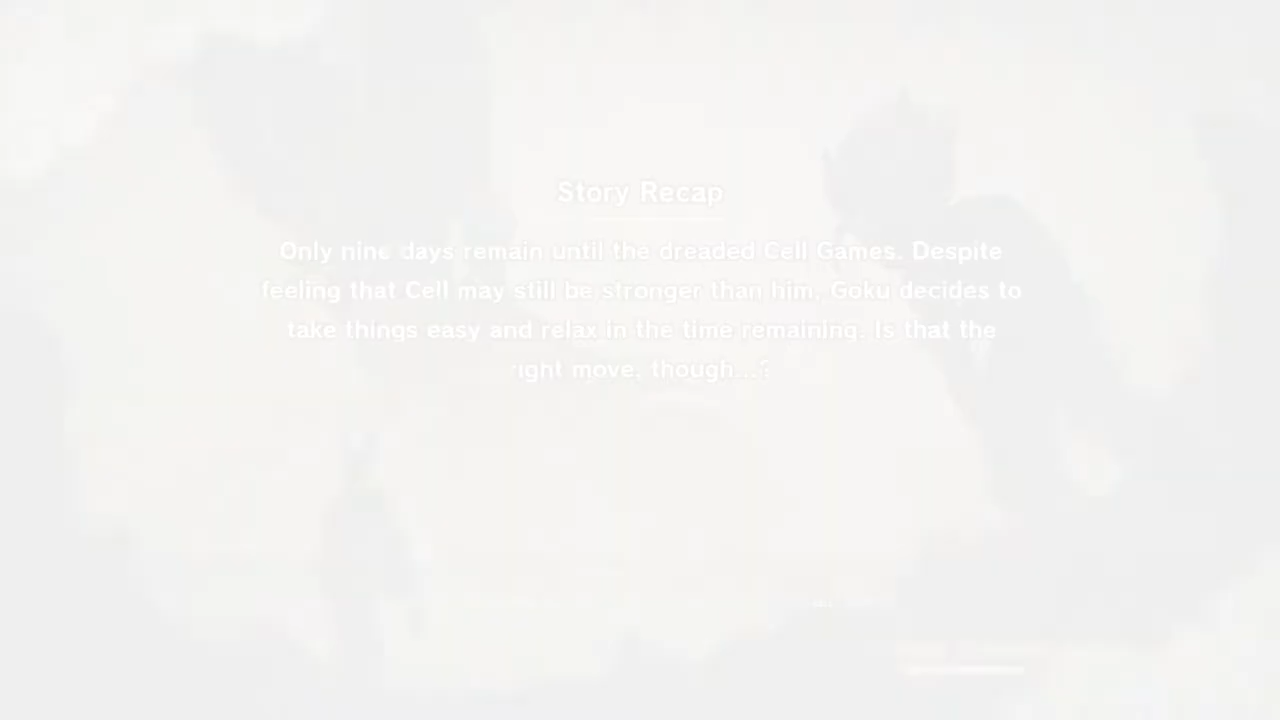 Story Recap
Only nine days remain until the dreaded Cell Games. Despite
feeling that Cell may still be stronger than him, Goku decides to
take things easy and relax in the time remaining. Is that the
right move, though...?